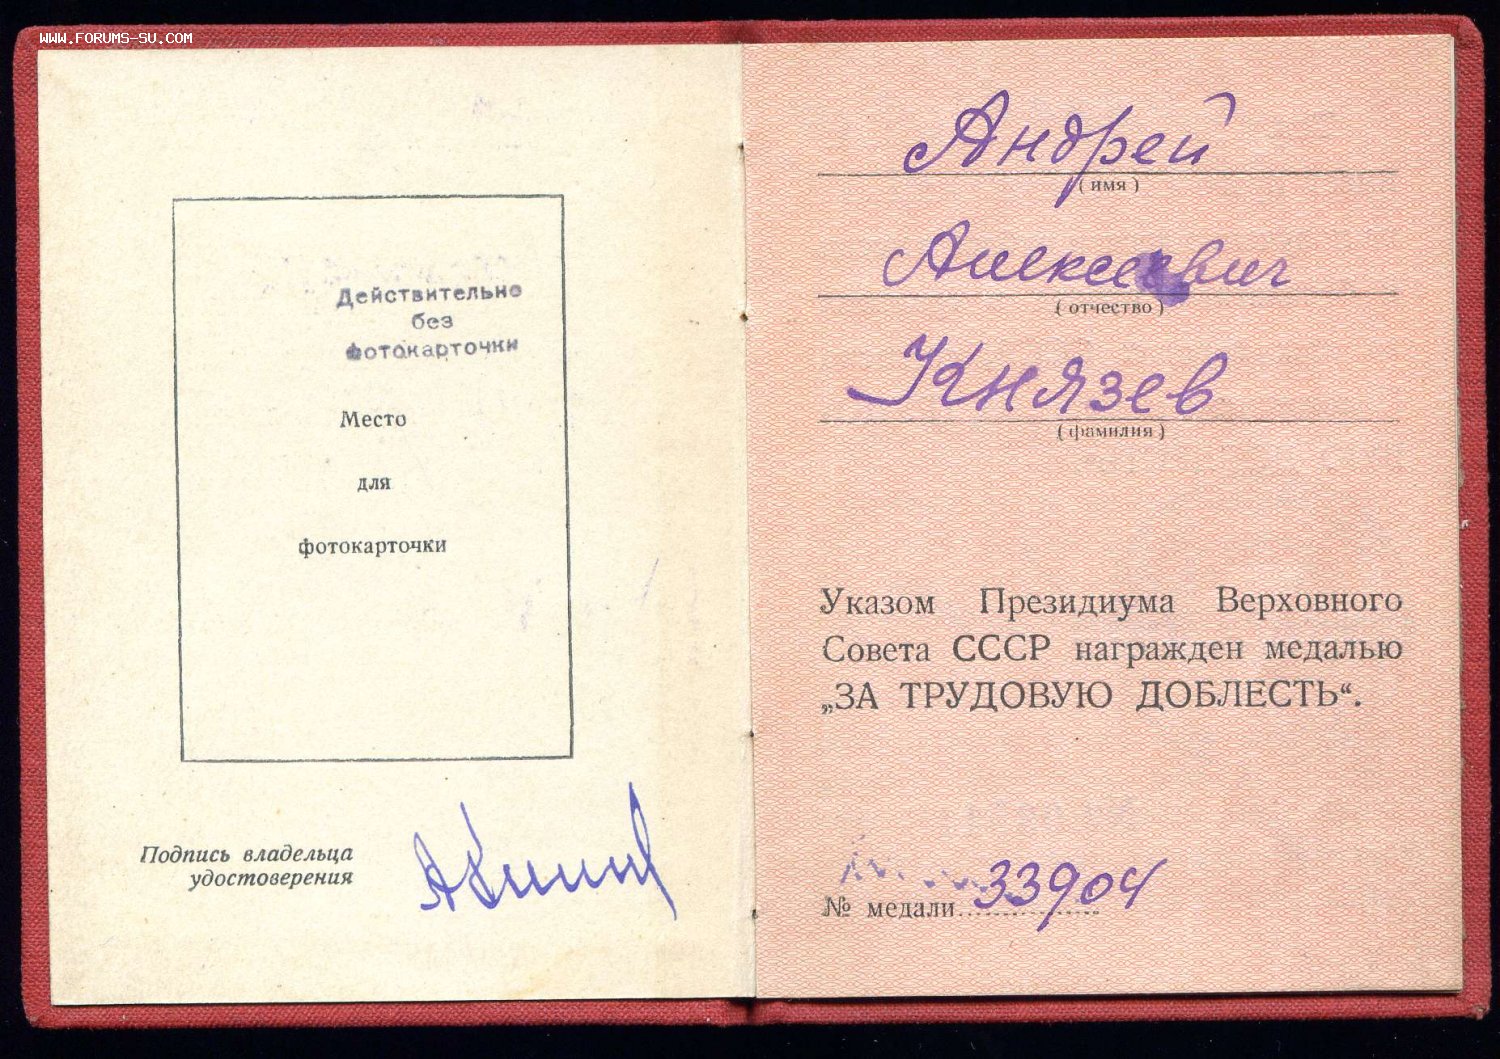 WWW.FORUMS-SU.COM
Действительно
без
фотокарточки
Место
для
фотокарточки
Подпись владельца
удостоверения
Андрей
( имя )
Алексеевич
( отчество )
Князев
( фамилия )
Указом Президиума Верховного
Совета СССР награжден медалью
„ЗА ТРУДОВУЮ ДОБЛЕСТЬ“.
№ медали 33904